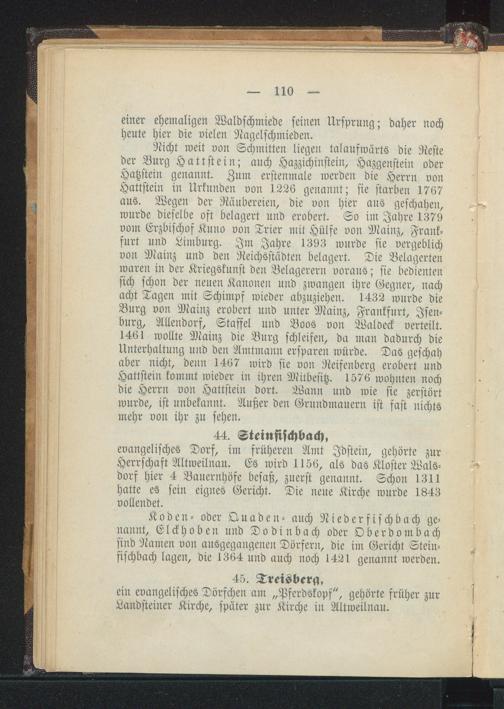 — 110 —
einer ehemaligen Waldschmiede seinen Ursprung; daher noch
heute hier die vielen Nagelschmieden.
Nicht weit von Schmitten liegen talaufwärts die Reste
der Burg Hattstein; auch Hazzichinstein, Hazgenstein oder
Hatzstein genannt. Zum erstenmale werden die Herrn von
Hattstein in Urkunden von 1226 genannt; sie starben 1767
aus. Wegen der Räubereien, die von hier aus geschahen,
wurde dieselbe oft belagert und erobert. So im Jahre 1379
vom Erzbischof Kuno von Trier mit Hülfe von Mainz, Frank-
furt und Limburg. Im Jahre 1393 wurde sie vergeblich
von Mainz und den Reichsstädten belagert. Die Belagerten
waren in der Kriegskunst den Belagerern voraus; sie bedienten
sich schon der neuen Kanonen und zwangen ihre Gegner, nach
acht Tagen mit Schimpf wieder abzuziehen. 1432 wurde die
Burg von Mainz erobert und unter Mainz, Frankfurt, Isen-
burg, Allendorf, Staffel und Boos von Waldeck verteilt.
1461 wollte Mainz die Burg schleifen, da man dadurch die
Unterhaltung und den Amtmann ersparen würde. Das geschah
aber nicht, denn 1467 wird sie von Reifenberg erobert und
Hattstein kommt wieder in ihren Mitbesitz. 1576 wohnten noch
die Herrn von Hattstein dort. Wann und wie sie zerstört
wurde, ist unbekannt. Außer den Grundmauern ist fast nichts
mehr von ihr zu sehen.
44. Steinfischbach,
evangelisches Dorf, im früheren Amt Idstein, gehörte zur
Herrschaft Altweilnau. Es wird 1156, als das Kloster Wals-
dorf hier 4 Bauernhöfe besaß, zuerst genannt. Schon 1311
hatte es sein eignes Gericht. Die neue Kirche wurde 1843
vollendet.
Koden- oder Quaden- auch Niederfischbach ge-
nannt, Elckhoben und Dodinbach oder Oberdombach
sind Namen von ausgegangenen Dörfern, die im Gericht Stein-
fischbach lagen, die 1364 und auch noch 1421 genannt werden.
45. Treisberg,
ein evangelisches Dörfchen am „Pferdskopf“, gehörte früher zur
Landsteiner Kirche, später zur Kirche in Altweilnau.